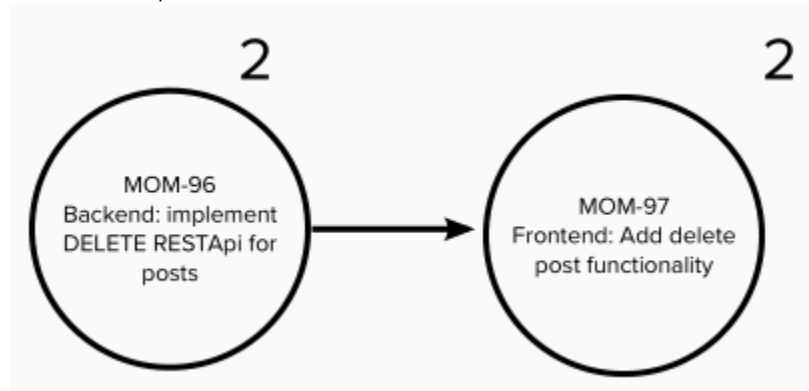 2
MOM-96
Backend: implement
DELETE RESTApi for
posts
2
MOM-97
Frontend: Add delete
post functionality